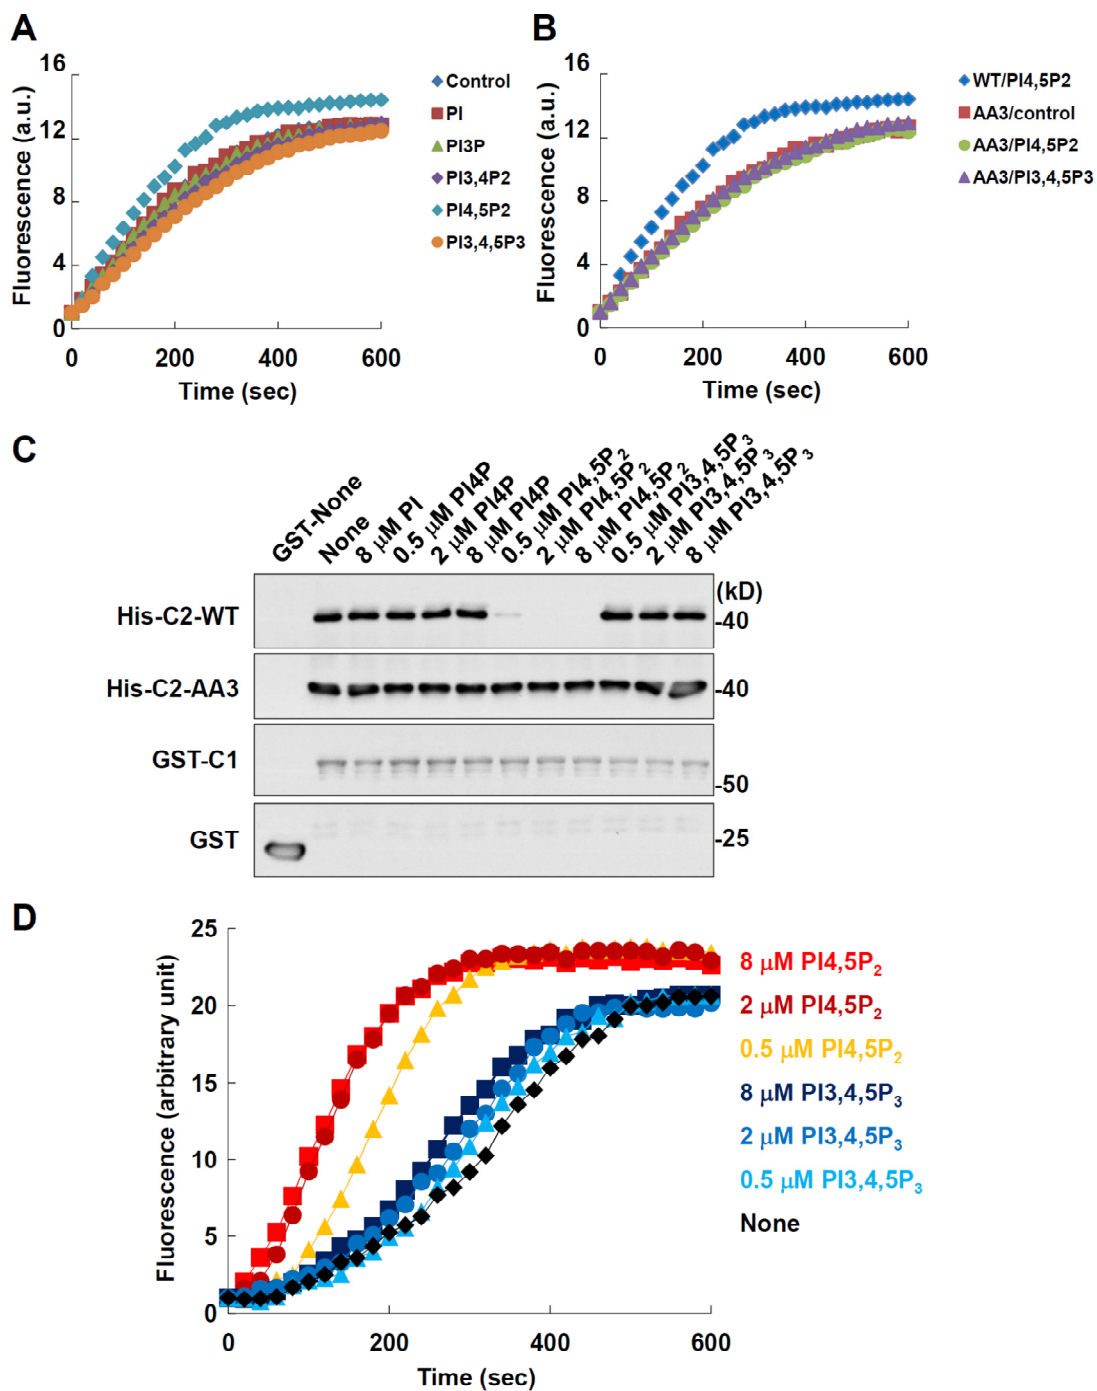 A
Fluorescence (a.u.)
16
12
8
4
0
0 200 400 600
Time (sec)
Control
PI
PI3P
PI3,4P2
PI4,5P2
PI3,4,5P3
B
Fluorescence (a.u.)
16
12
8
4
0
0 200 400 600
Time (sec)
WT/PI4,5P2
AA3/control
AA3/PI4,5P2
AA3/PI3,4,5P3
C
GST-None
None
8 μM PI
0.5 μM PI4P
2 μM PI4P
8 μM PI4P
0.5 μM PI4,5P₂
2 μM PI4,5P₂
8 μM PI4,5P₂
0.5 μM PI3,4,5P₃
2 μM PI3,4,5P₃
8 μM PI3,4,5P₃
(kD)
His-C2-WT -40
His-C2-AA3 -40
GST-C1 -50
GST -25
D
Fluorescence (arbitrary unit)
25
20
15
10
5
0
0 200 400 600
Time (sec)
8 μM PI4,5P₂
2 μM PI4,5P₂
0.5 μM PI4,5P₂
8 μM PI3,4,5P₃
2 μM PI3,4,5P₃
0.5 μM PI3,4,5P₃
None